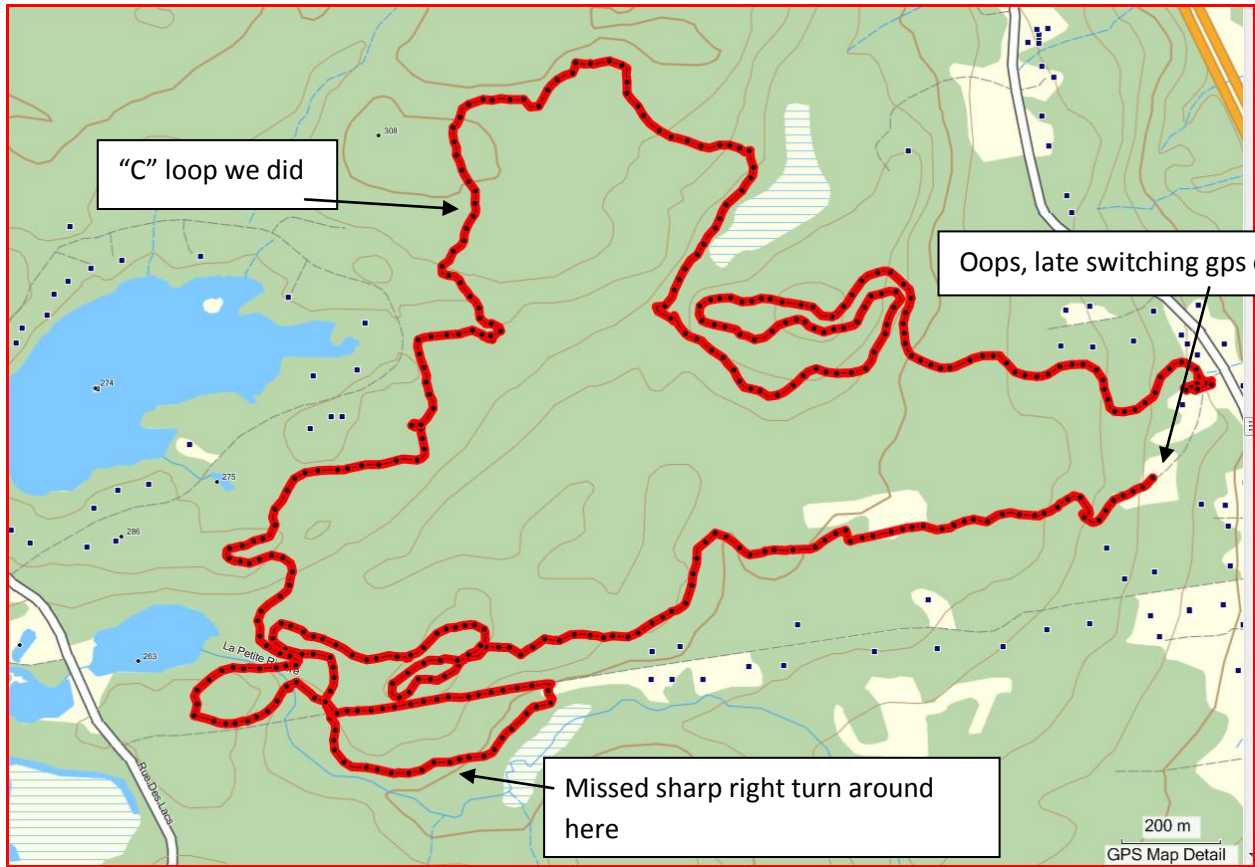 308
“C” loop we did
Oops, late switching gps
274
275
286
263
La Petite
Rue Des Lacs
Missed sharp right turn around
here
200 m
GPS Map Detail